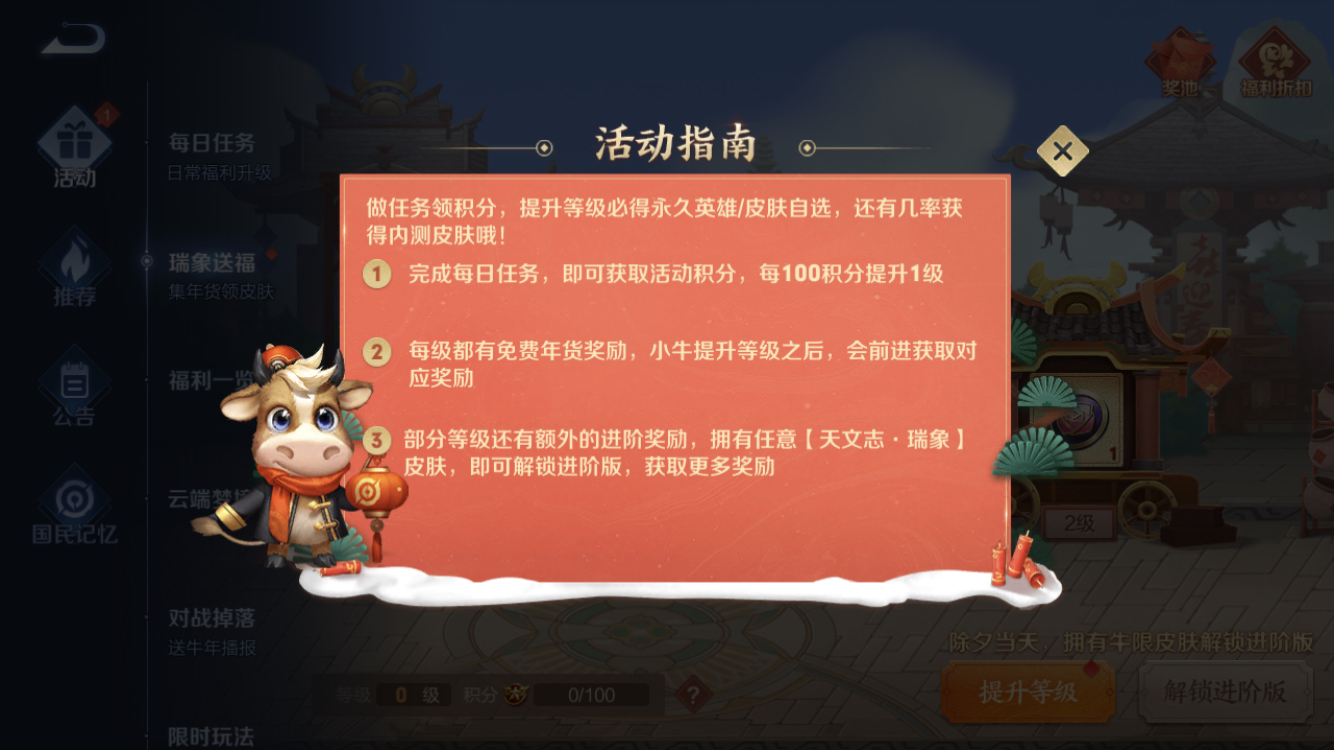 奖池
福利折扣
1
活动
推荐
公告
国民记忆
每日任务
日常福利升级
瑞象送福
集年货领皮肤
福利一览
云端梦境
对战掉落
送牛年播报
限时玩法
活动指南
做任务领积分，提升等级必得永久英雄/皮肤自选，还有几率获
得内测皮肤哦！
1 完成每日任务，即可获取活动积分，每100积分提升1级
2 每级都有免费年货奖励，小牛提升等级之后，会前进获取对
应奖励
3 部分等级还有额外的进阶奖励，拥有任意【天文志·瑞象】
皮肤，即可解锁进阶版，获取更多奖励
1
2级
除夕当天，拥有牛限皮肤解锁进阶版
等级 0 级 积分 0/100 ?
提升等级
解锁进阶版